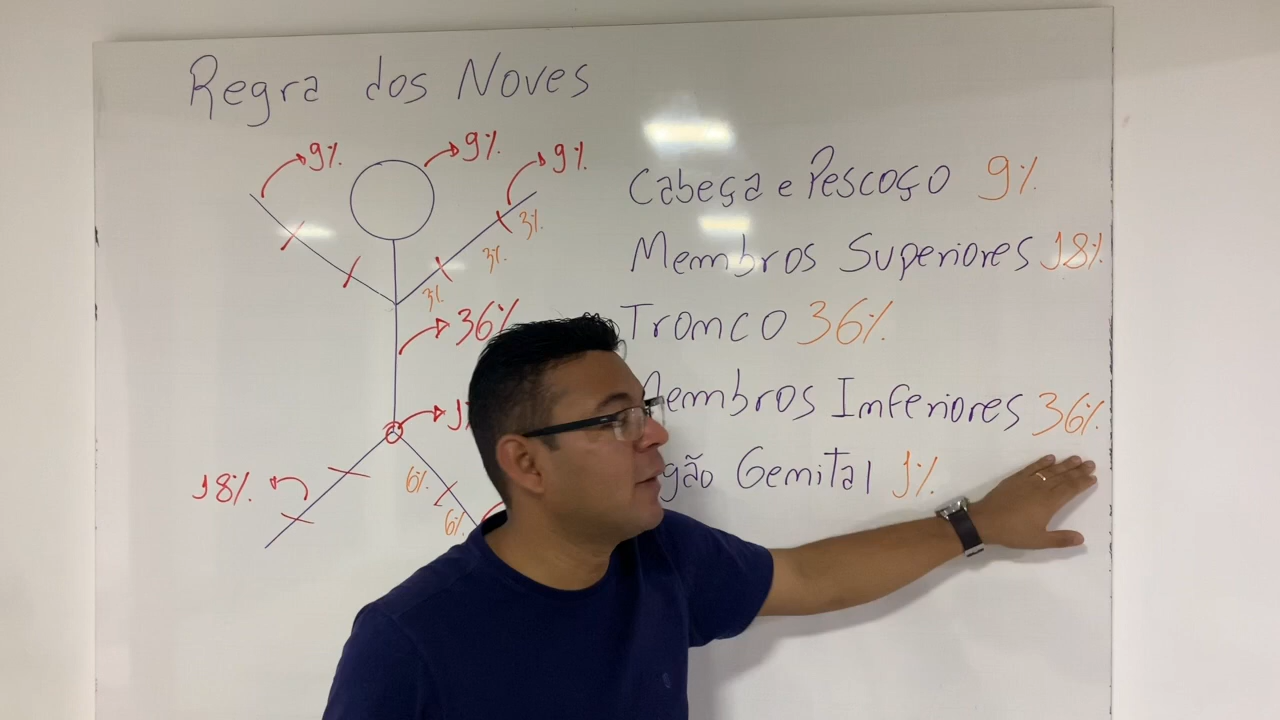 Regra dos Noves
9%
9%
9%
3%
3%
3%
36%
18%
6%
6%
Cabeça e Pescoço 9%
Membros Superiores 18%
Tronco 36%
Membros Inferiores 36%
Genital 1%